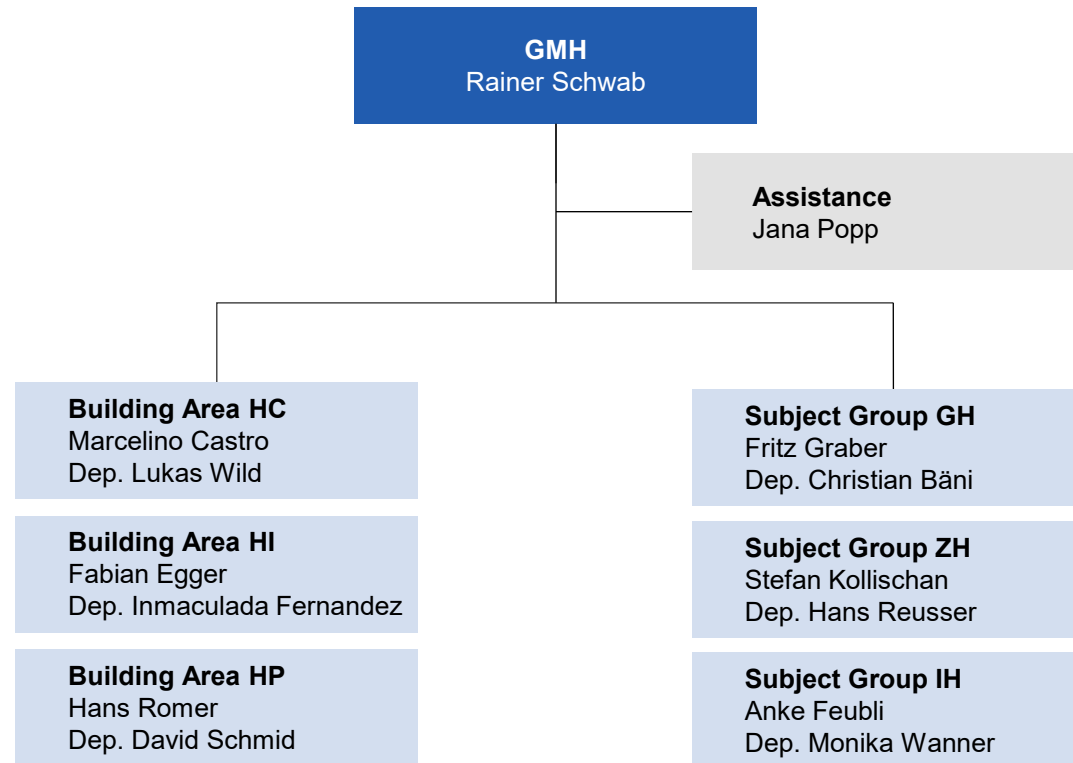 GMH
Rainer Schwab
Assistance
Jana Popp
Building Area HC
Marcelino Castro
Dep. Lukas Wild
Building Area HI
Fabian Egger
Dep. Inmaculada Fernandez
Building Area HP
Hans Romer
Dep. David Schmid
Subject Group GH
Fritz Graber
Dep. Christian Bäni
Subject Group ZH
Stefan Kollischan
Dep. Hans Reusser
Subject Group IH
Anke Feubli
Dep. Monika Wanner